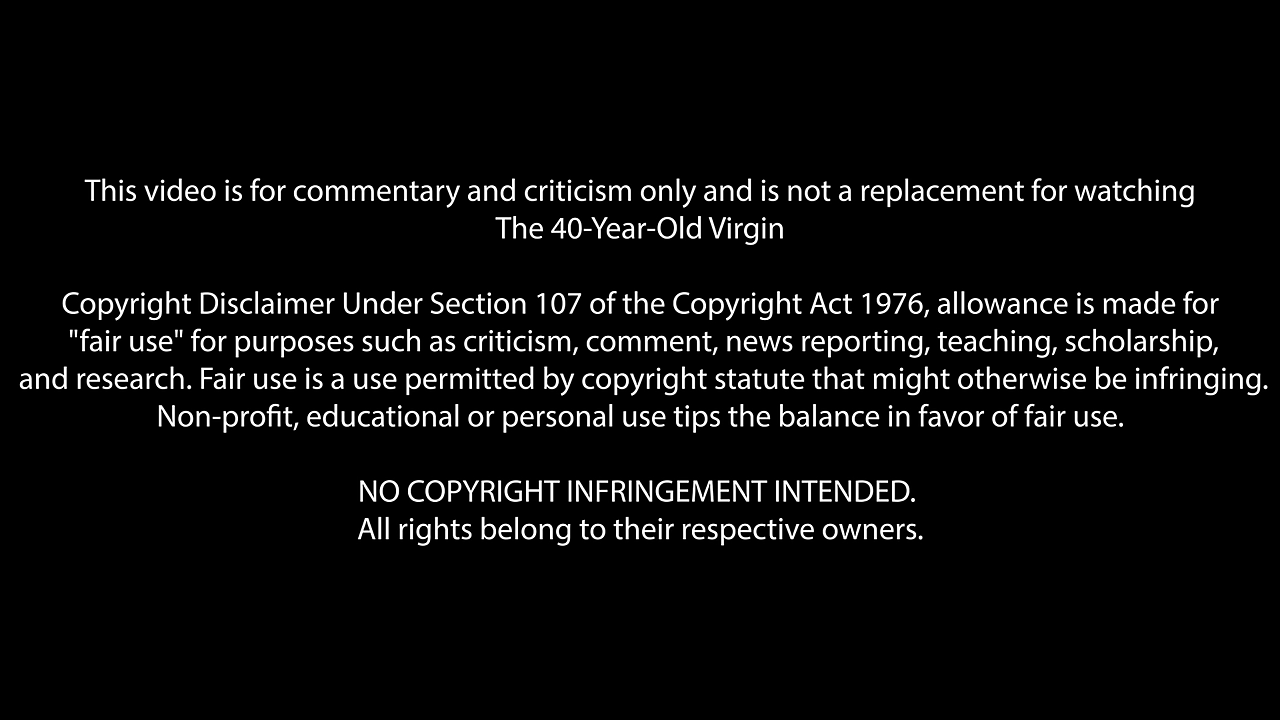 This video is for commentary and criticism only and is not a replacement for watching
The 40-Year-Old Virgin
Copyright Disclaimer Under Section 107 of the Copyright Act 1976, allowance is made for
"fair use" for purposes such as criticism, comment, news reporting, teaching, scholarship,
and research. Fair use is a use permitted by copyright statute that might otherwise be infringing.
Non-profit, educational or personal use tips the balance in favor of fair use.
NO COPYRIGHT INFRINGEMENT INTENDED.
All rights belong to their respective owners.